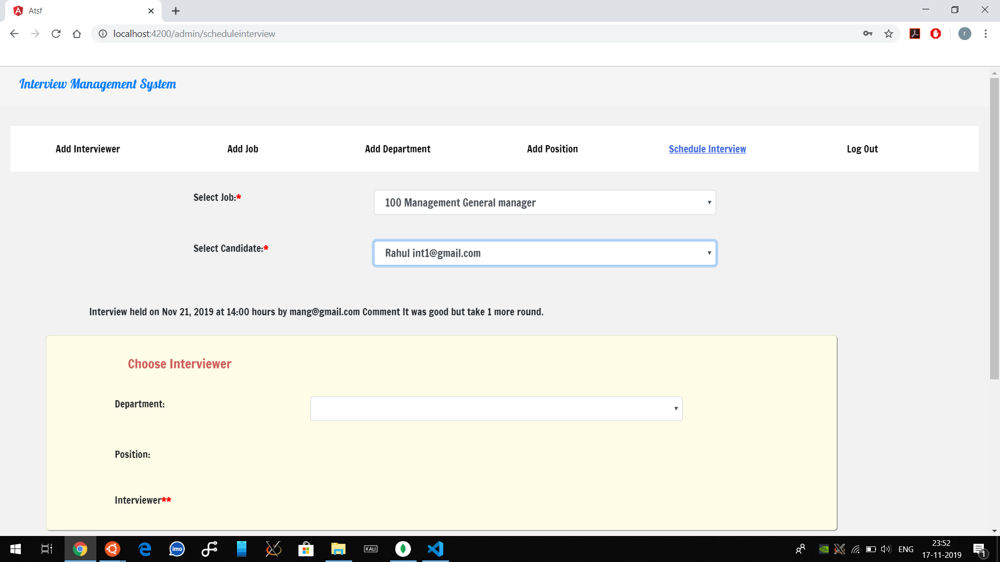 Atsf
localhost:4200/admin/scheduleinterview
r
Interview Management System
Add Interviewer Add Job Add Department Add Position Schedule Interview Log Out
Select Job:* 100 Management General manager
Select Candidate:* Rahul int1@gmail.com
Interview held on Nov 21, 2019 at 14:00 hours by mang@gmail.com Comment It was good but take 1 more round.
Choose Interviewer
Department:
Position:
Interviewer**
imo KALI ENG 23:52
17-11-2019
1